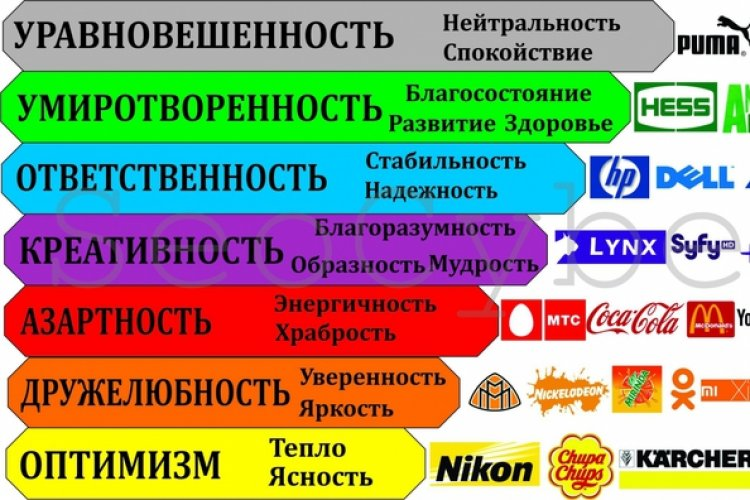 УРАВНОВЕШЕННОСТЬ
Нейтральность
Спокойствие
PUMA
УМИРОТВОРЕННОСТЬ
Благосостояние
Развитие Здоровье
HESS
ОТВЕТСТВЕННОСТЬ
Стабильность
Надежность
hp
DELL
КРЕАТИВНОСТЬ
Благоразумность
Образность Мудрость
LYNX
Syfy HD
АЗАРТНОСТЬ
Энергичность
Храбрость
МТС
Coca-Cola
McDonald's
ДРУЖЕЛЮБНОСТЬ
Уверенность
Яркость
NICKELODEON
mi
ОПТИМИЗМ
Тепло
Ясность
Nikon
Chupa
Chups
KÄRCHER